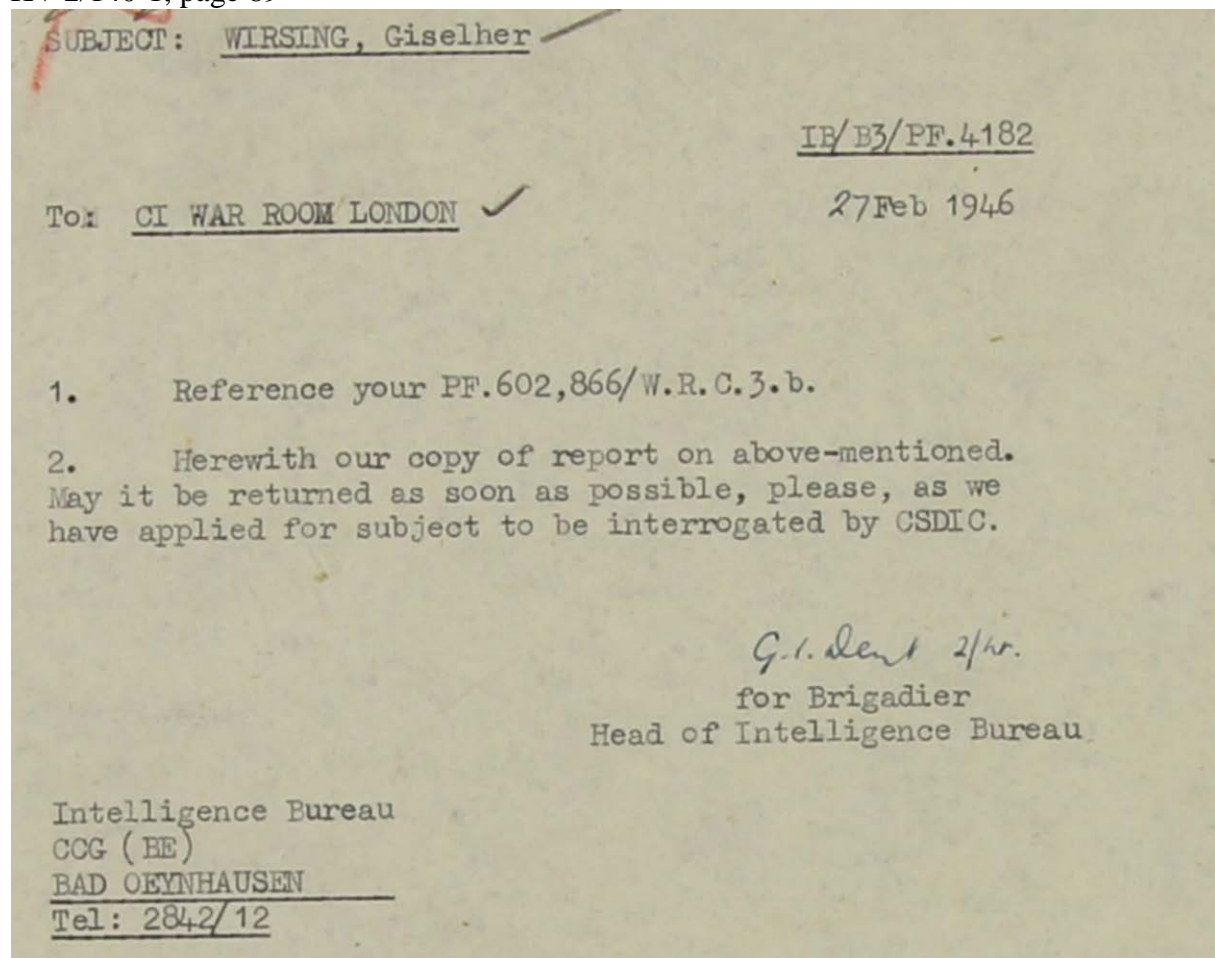 SUBJECT: WIRSING, Giselher
IB/B3/PF.4182
To: CI WAR ROOM LONDON ✓
27 Feb 1946
1. Reference your PF.602,866/W.R.C.3.b.
2. Herewith our copy of report on above-mentioned.
May it be returned as soon as possible, please, as we
have applied for subject to be interrogated by CSDIC.
G.I. Dent
for Brigadier
Head of Intelligence Bureau
Intelligence Bureau
CCG (BE)
BAD OEYNHAUSEN
Tel: 2842/12